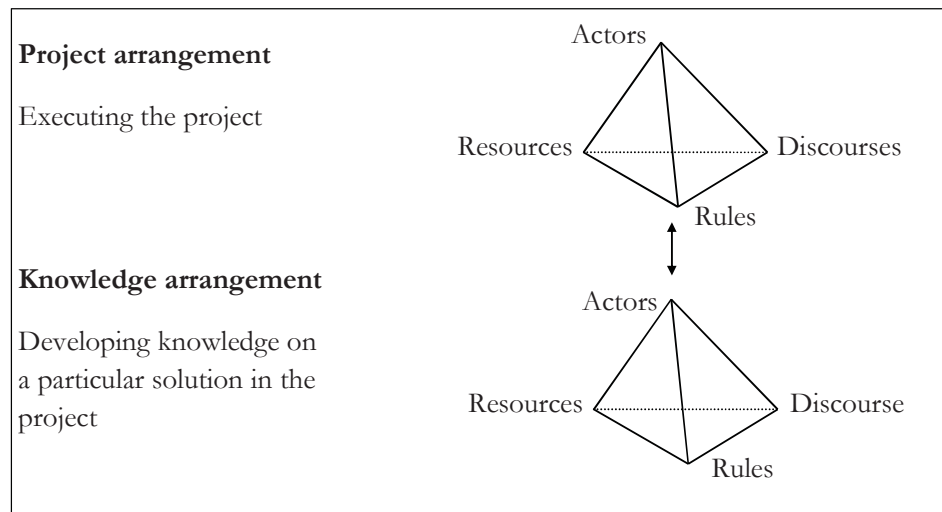 Project arrangement
Executing the project
Actors
Resources
Discourses
Rules
Knowledge arrangement
Developing knowledge on
a particular solution in the
project
Actors
Resources
Discourse
Rules